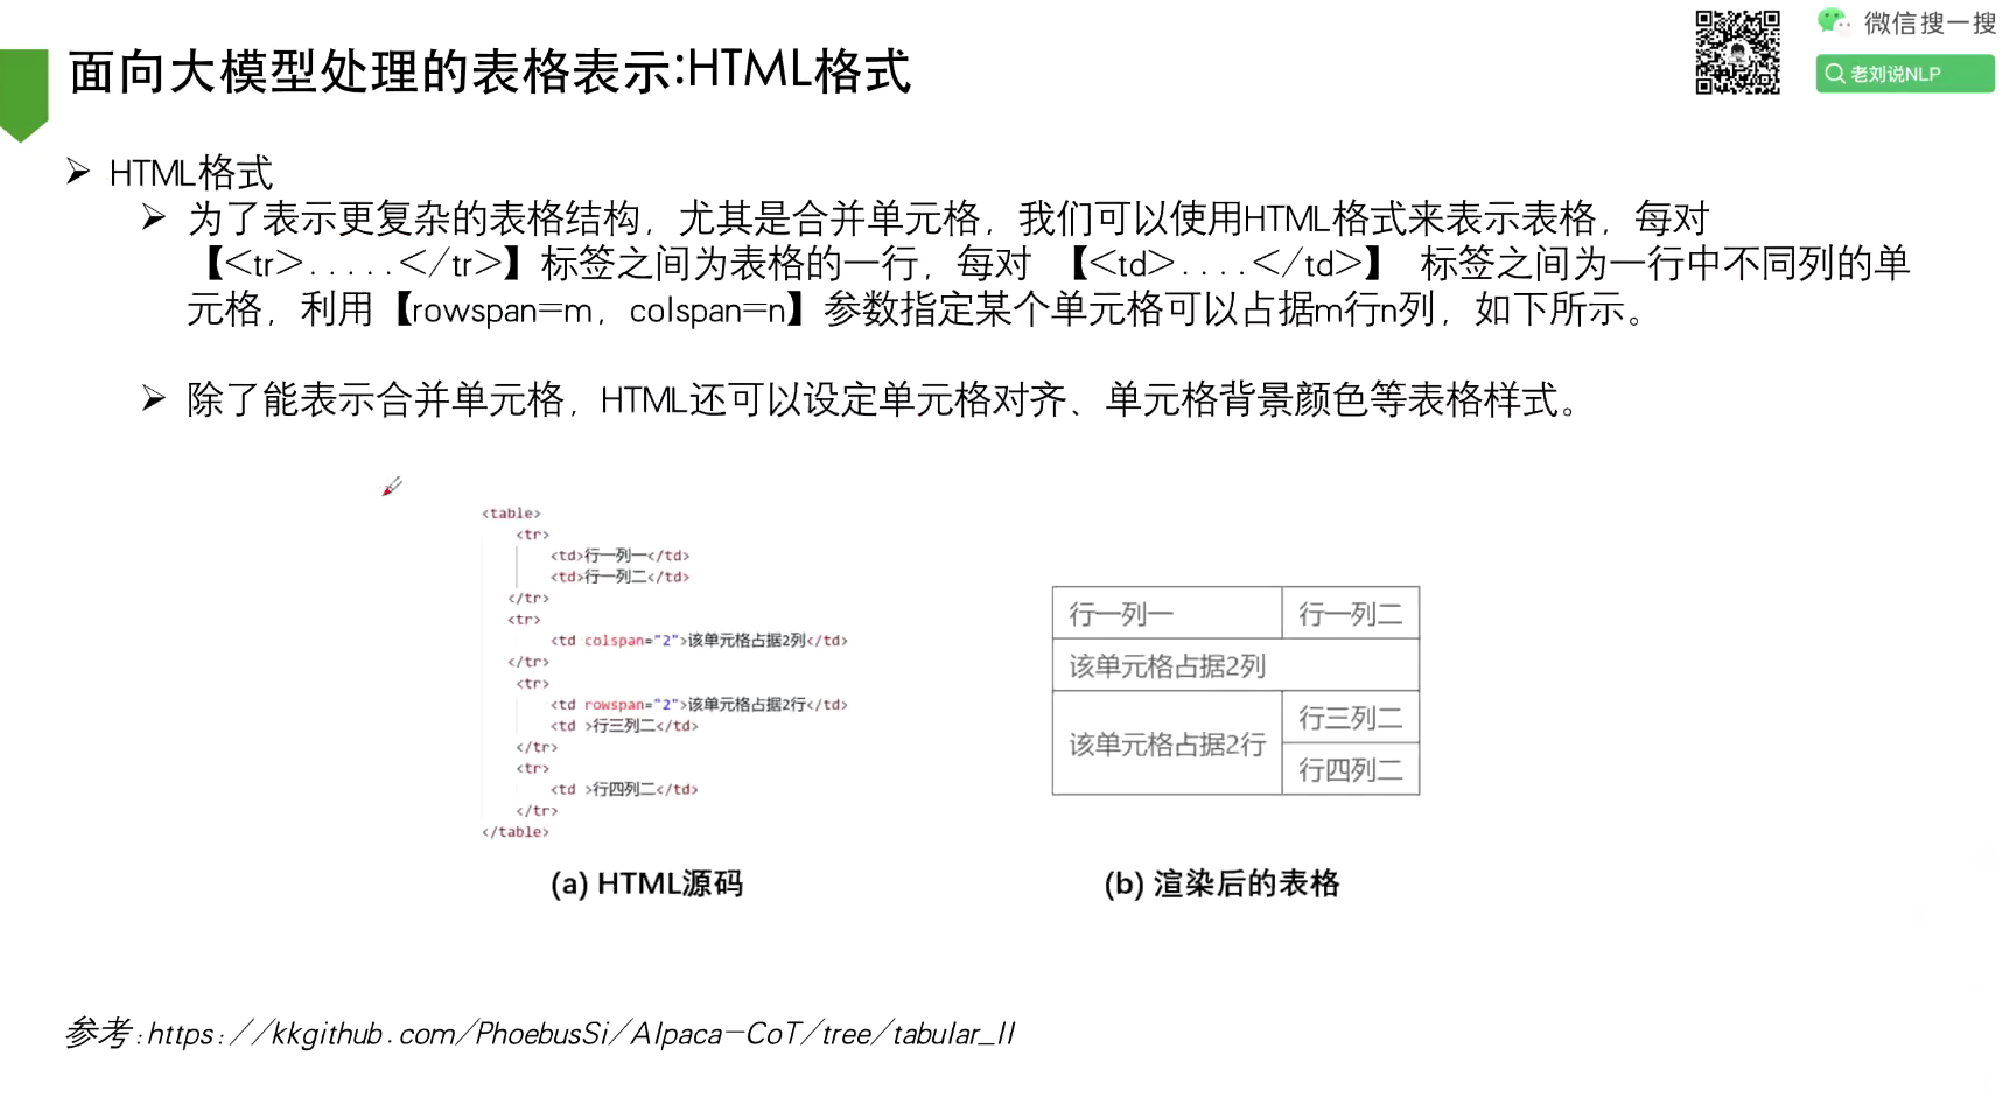 微信搜一搜
老刘说NLP
面向大模型处理的表格表示:HTML格式
➢ HTML格式
➢ 为了表示更复杂的表格结构，尤其是合并单元格，我们可以使用HTML格式来表示表格，每对
【<tr>.....</tr>】标签之间为表格的一行，每对 【<td>....</td>】 标签之间为一行中不同列的单
元格，利用【rowspan=m，colspan=n】参数指定某个单元格可以占据m行n列，如下所示。
➢ 除了能表示合并单元格，HTML还可以设定单元格对齐、单元格背景颜色等表格样式。
<table>
<tr>
<td>行一列一</td>
<td>行一列二</td>
</tr>
<tr>
<td colspan="2">该单元格占据2列</td>
</tr>
<tr>
<td rowspan="2">该单元格占据2行</td>
<td >行三列二</td>
</tr>
<tr>
<td >行四列二</td>
</tr>
</table>
(a) HTML源码
行一列一 行一列二
该单元格占据2列
该单元格占据2行 行三列二
行四列二
(b) 渲染后的表格
参考:https://kkgithub.com/PhoebusSi/Alpaca-CoT/tree/tabular_ll